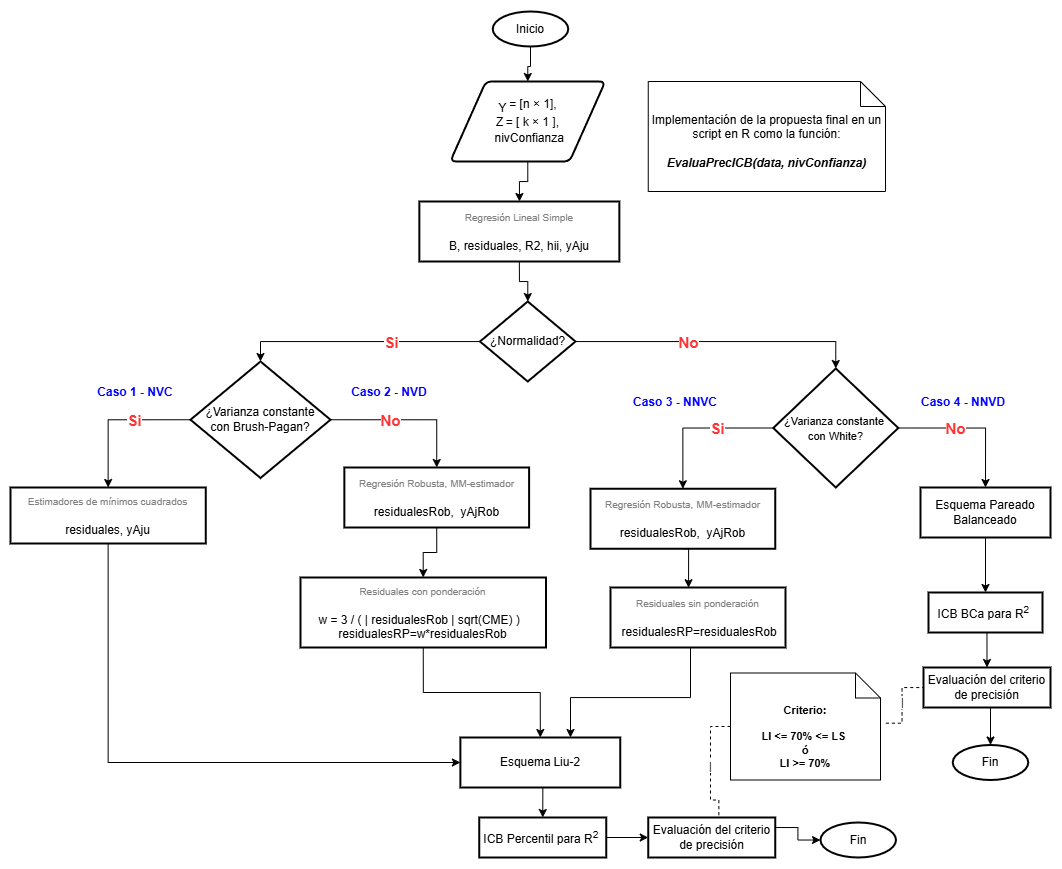 Inicio
Y = [n × 1],
Z = [ k × 1 ],
nivConfianza
Implementación de la propuesta final en un
script en R como la función:
EvaluaPrecICB(data, nivConfianza)
Regresión Lineal Simple
B, residuales, R2, hii, yAju
¿Normalidad?
Si
No
Caso 1 - NVC
¿Varianza constante
con Brush-Pagan?
Caso 2 - NVD
Si
No
Caso 3 - NNVC
¿Varianza constante
con White?
Caso 4 - NNVD
Si
No
Estimadores de mínimos cuadrados
residuales, yAju
Regresión Robusta, MM-estimador
residualesRob, yAjRob
Regresión Robusta, MM-estimador
residualesRob, yAjRob
Esquema Pareado
Balanceado
Residuales con ponderación
w = 3 / ( | residualesRob | sqrt(CME) )
residualesRP=w*residualesRob
Residuales sin ponderación
residualesRP=residualesRob
ICB BCa para R²
Evaluación del criterio
de precisión
Criterio:
LI <= 70% <= LS
ó
LI >= 70%
Fin
Esquema Liu-2
ICB Percentil para R²
Evaluación del criterio
de precisión
Fin